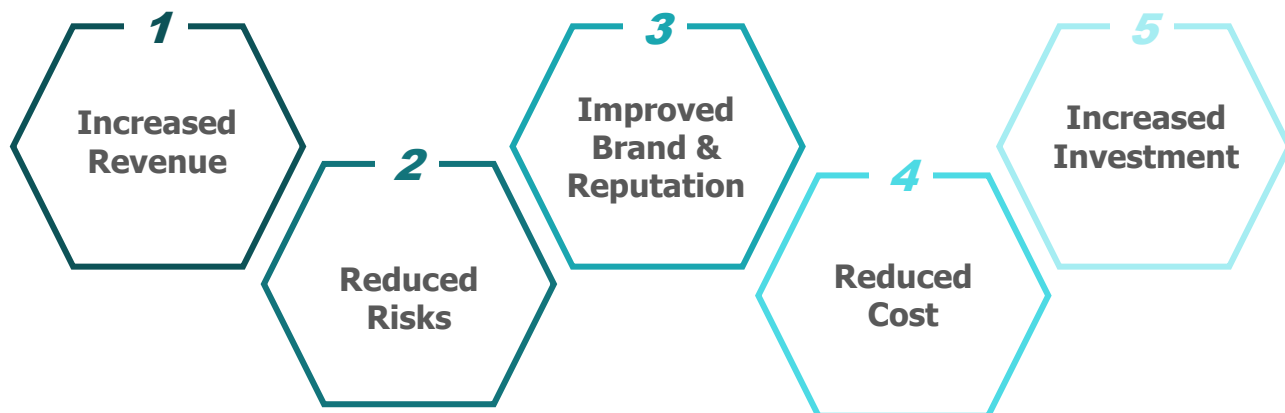 1
Increased
Revenue
2
Reduced
Risks
3
Improved
Brand &
Reputation
4
Reduced
Cost
5
Increased
Investment